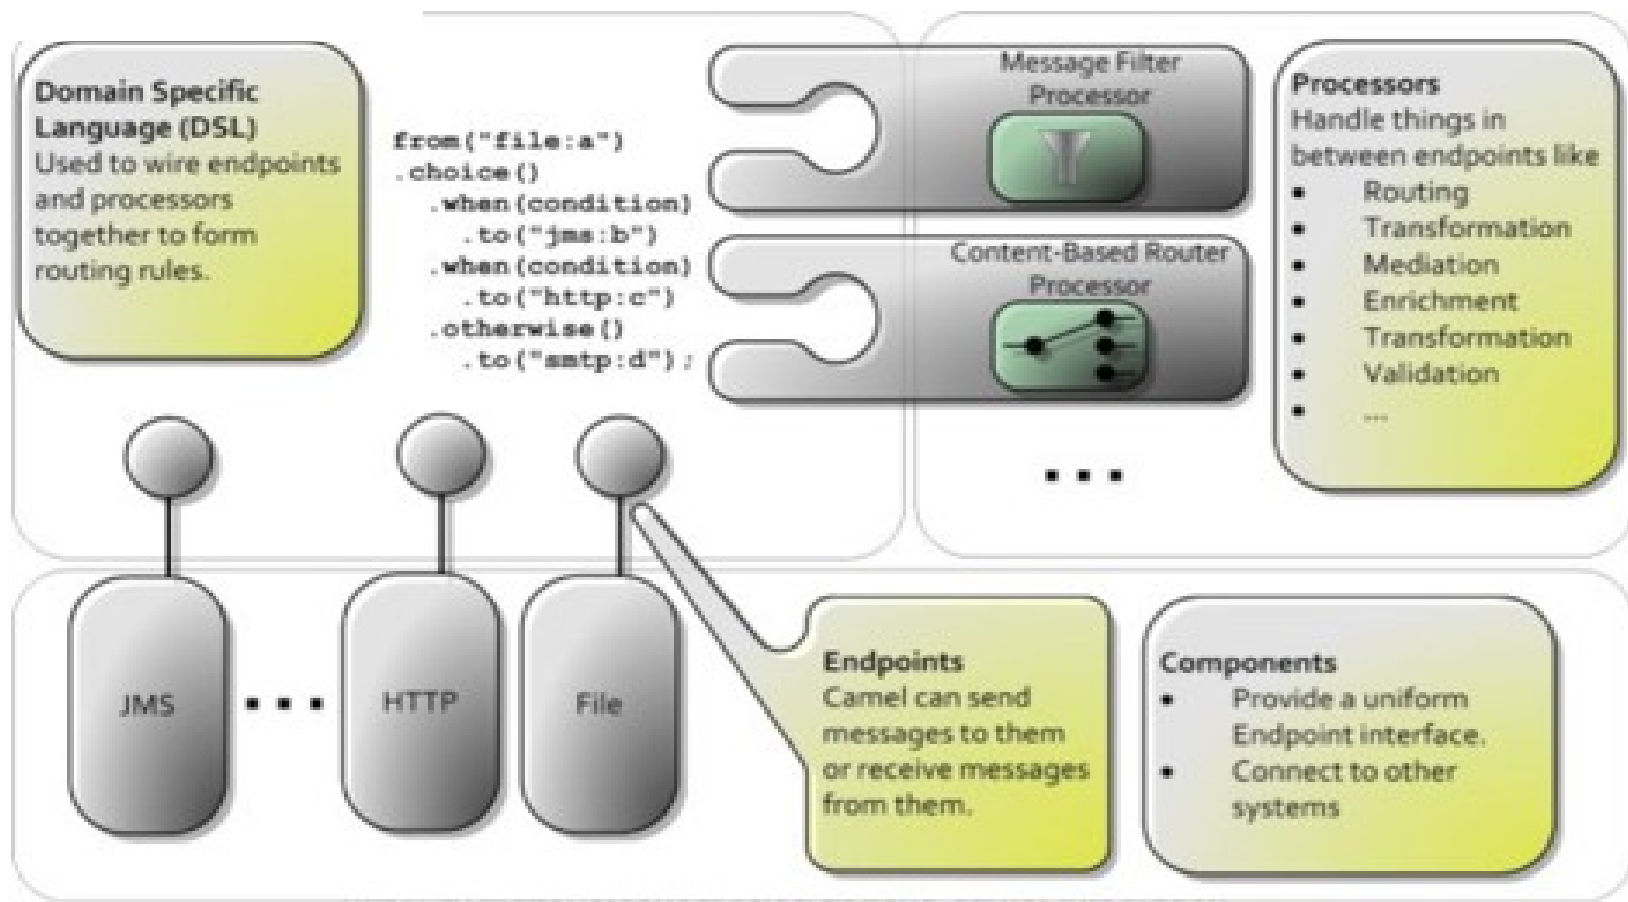 Domain Specific
Language (DSL)
Used to wire endpoints
and processors
together to form
routing rules.
from("file:a")
.choice()
.when(condition)
.to("jms:b")
.when(condition)
.to("http:c")
.otherwise()
.to("smtp:d");
Message Filter
Processor
Content-Based Router
Processor
...
Processors
Handle things in
between endpoints like
• Routing
• Transformation
• Mediation
• Enrichment
• Transformation
• Validation
• ...
JMS
...
HTTP
File
Endpoints
Camel can send
messages to them
or receive messages
from them.
Components
• Provide a uniform
Endpoint interface.
• Connect to other
systems